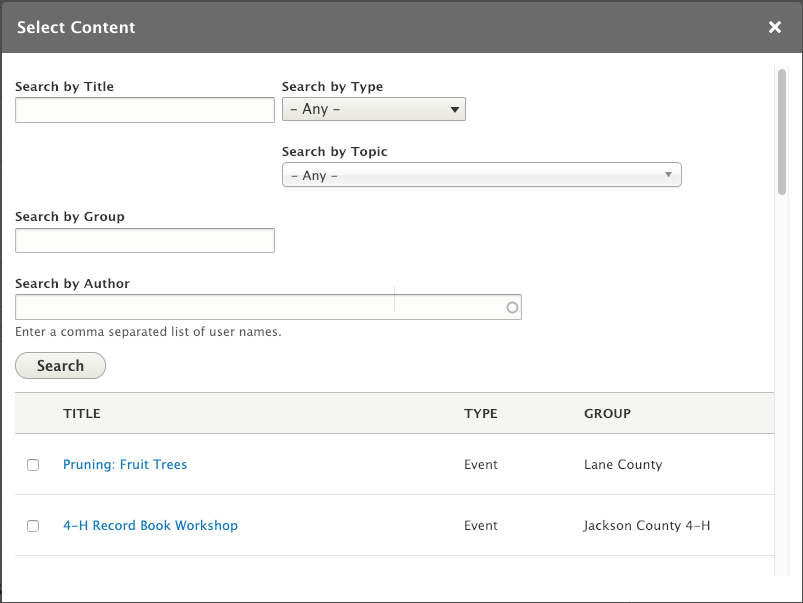 Select Content
Search by Title
Search by Type
– Any –
Search by Topic
– Any –
Search by Group
Search by Author
Enter a comma separated list of user names.
Search
TITLE TYPE GROUP
Pruning: Fruit Trees Event Lane County
4–H Record Book Workshop Event Jackson County 4–H